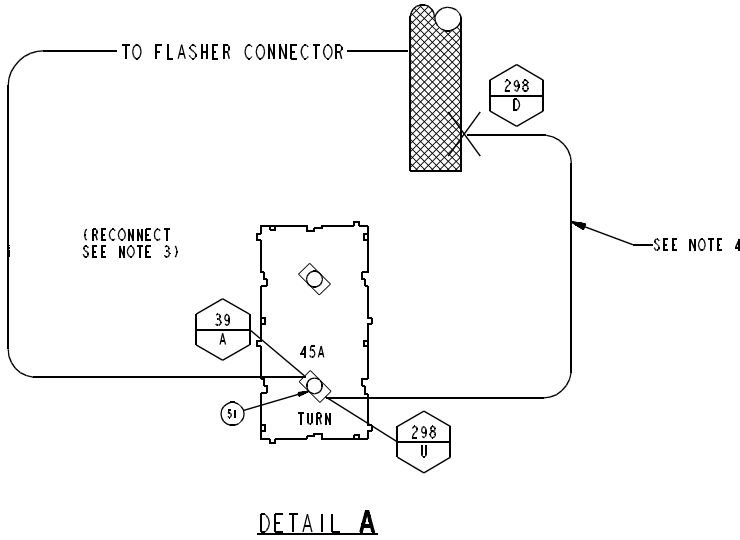 TO FLASHER CONNECTOR
298
D
(RECONNECT
SEE NOTE 3)
SEE NOTE 4
39
A
45A
51
TURN
298
U
DETAIL A